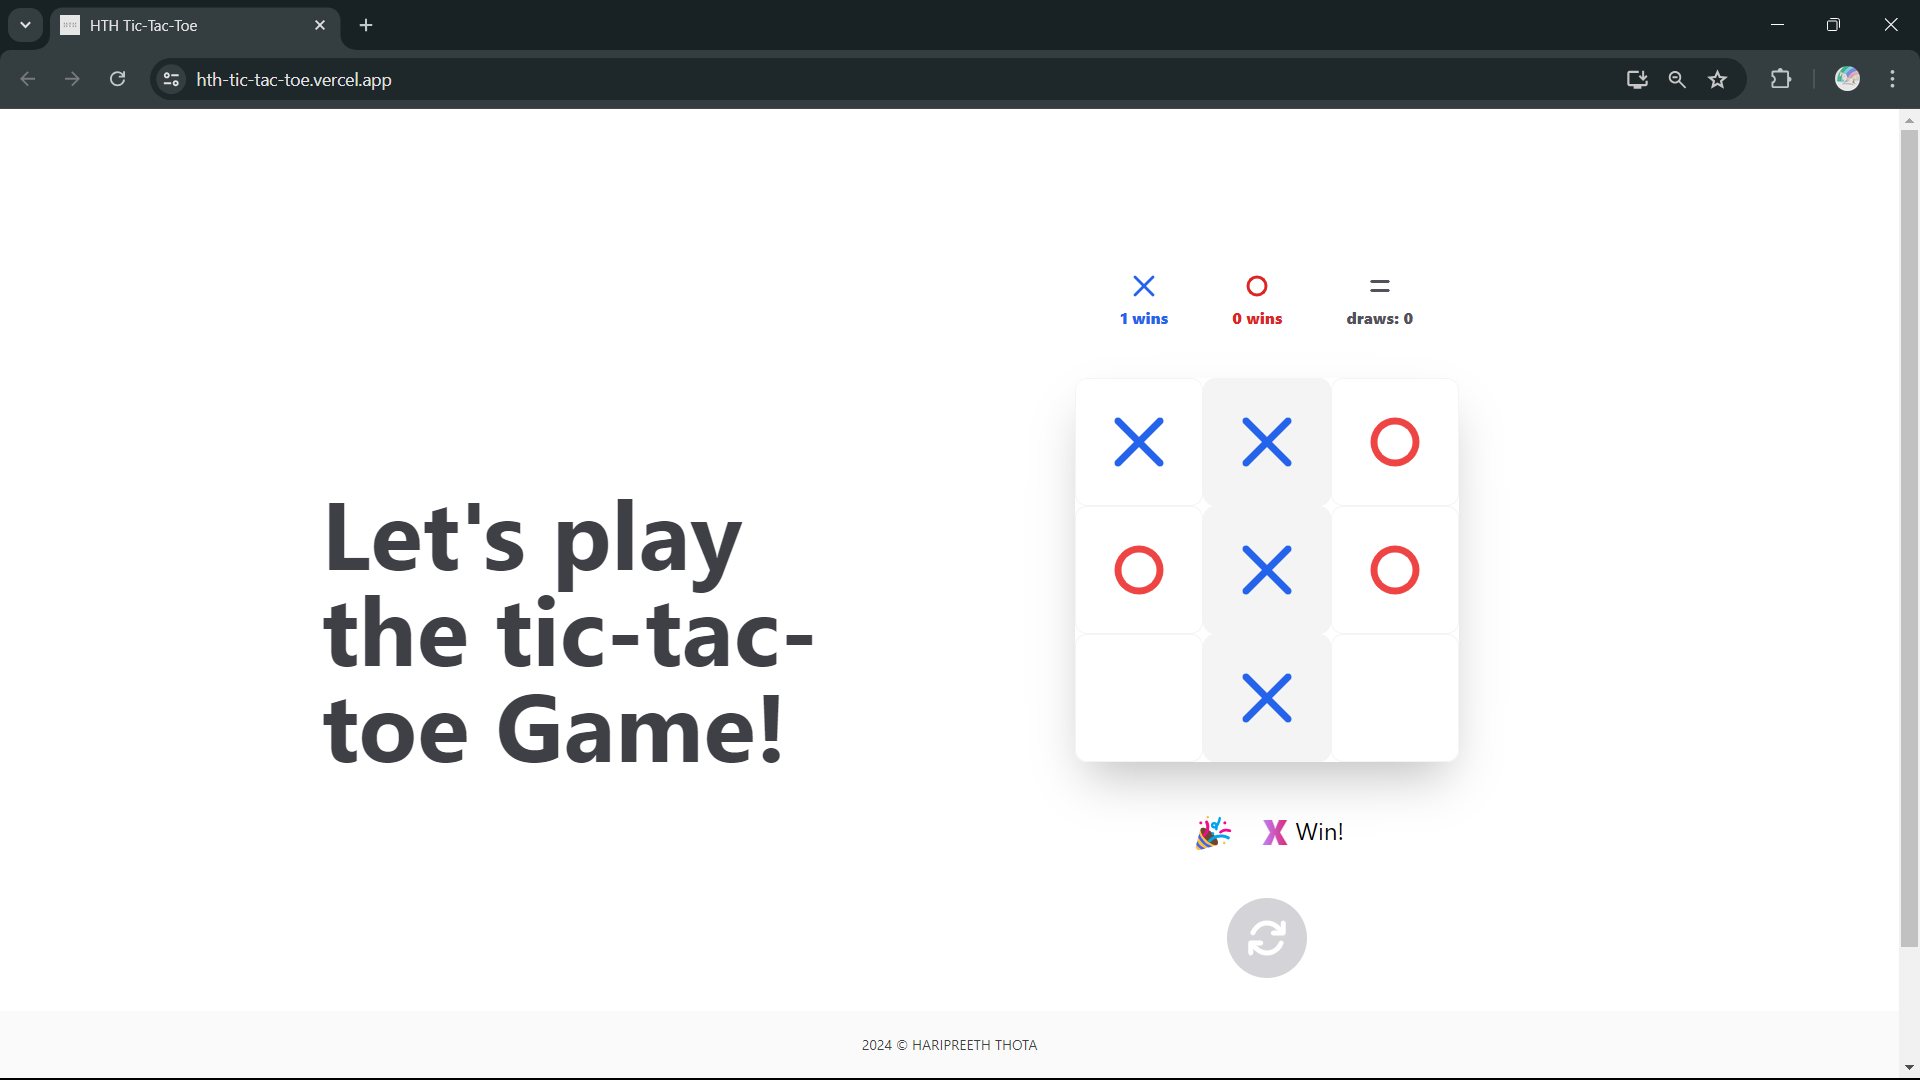 HTH Tic-Tac-Toe
hth-tic-tac-toe.vercel.app
1 wins
0 wins
draws: 0
Let's play
the tic-tac-
toe Game!
X Win!
2024 © HARIPREETH THOTA